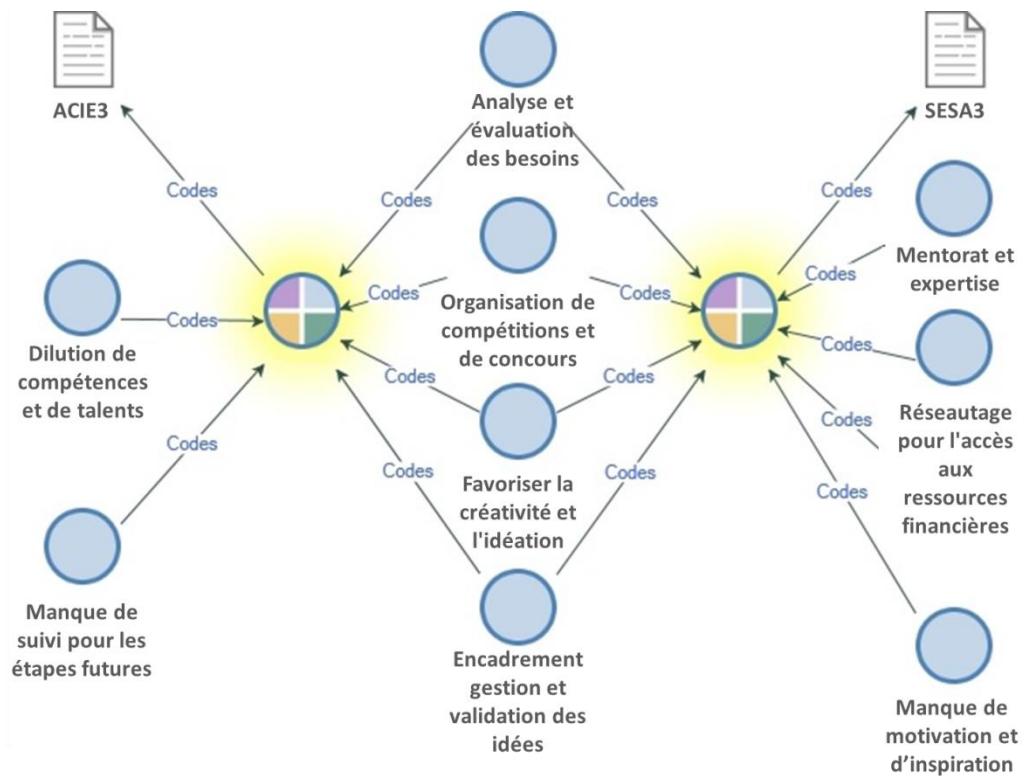 ACIE3
SESA3
Analyse et
évaluation
des besoins
Codes
Codes
Codes
Codes
Mentorat et
expertise
Codes
Codes
Codes
Organisation de
compétitions et
de concours
Codes
Codes
Dilution de
compétences
et de talents
Codes
Codes
Réseautage
pour l'accès
aux
ressources
financières
Codes
Codes
Codes
Codes
Favoriser la
créativité et
l'idéation
Codes
Manque de
suivi pour les
étapes futures
Encadrement
gestion et
validation des
idées
Manque de
motivation et
d’inspiration